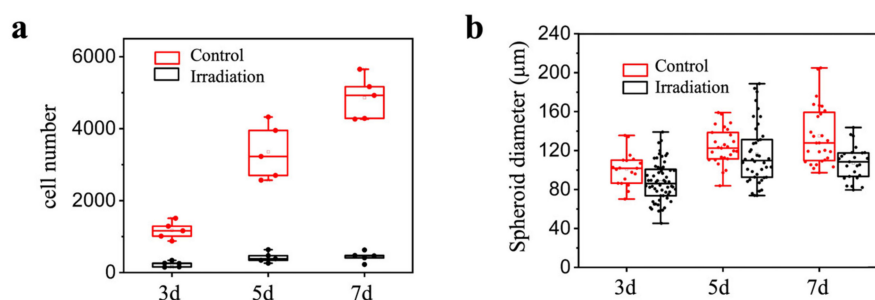 a
cell number
6000
4000
2000
0
Control
Irradiation
3d 5d 7d
b
Spheroid diameter (μm)
240
200
160
120
80
40
0
Control
Irradiation
3d 5d 7d